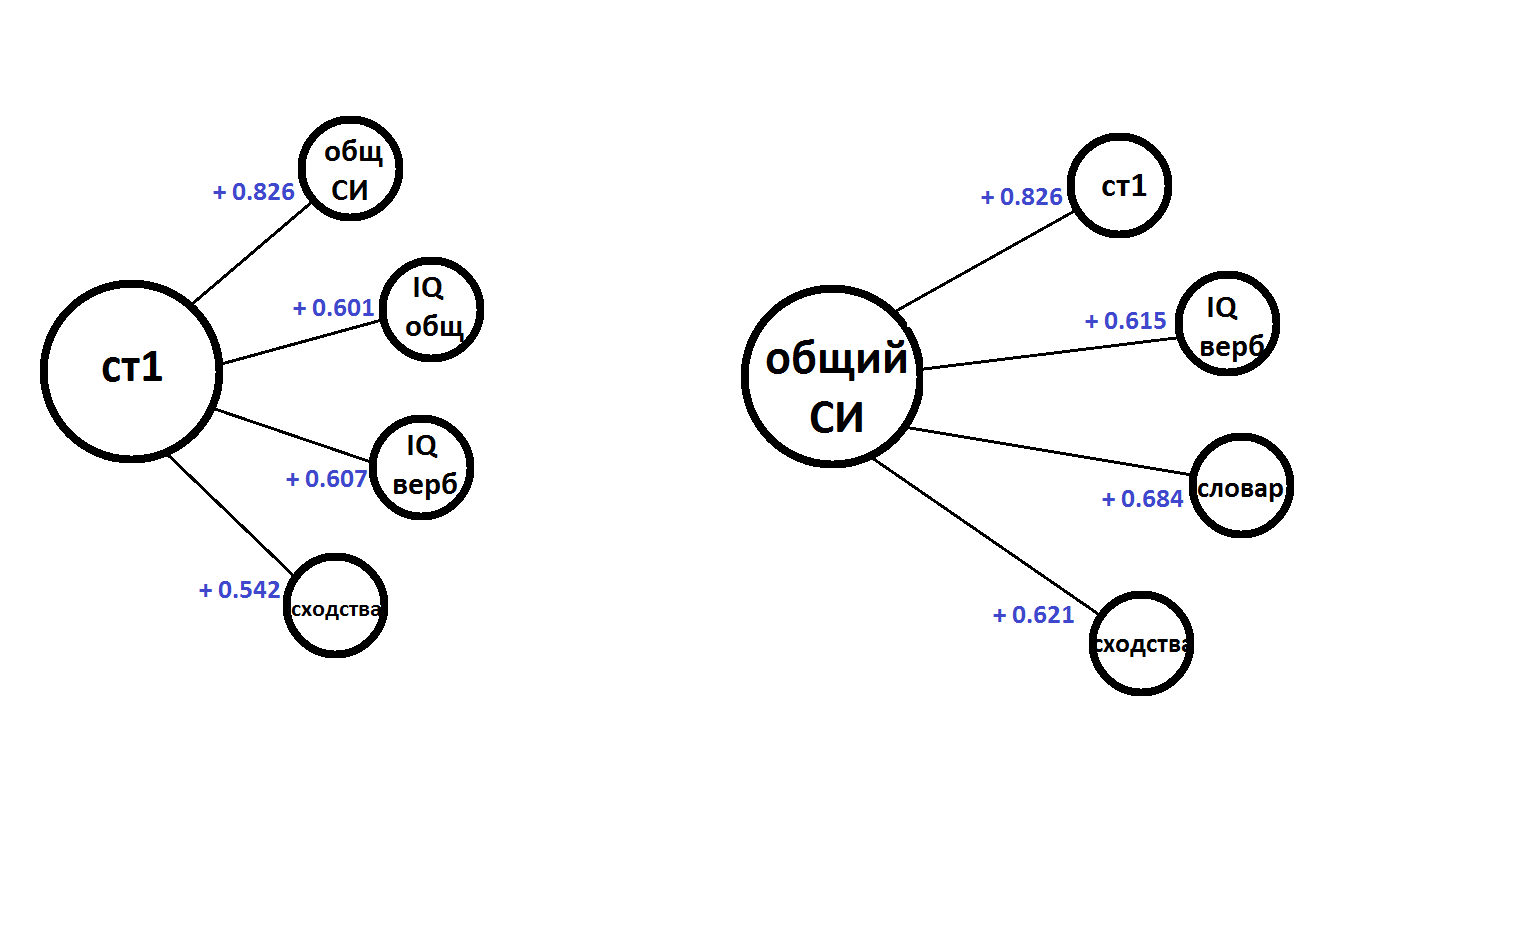 общ
СИ
+ 0.826
IQ
общ
+ 0.601
ст1
IQ
верб
+ 0.607
+ 0.542
сходства
ст1
+ 0.826
IQ
верб
+ 0.615
общий
СИ
словар
+ 0.684
+ 0.621
сходства